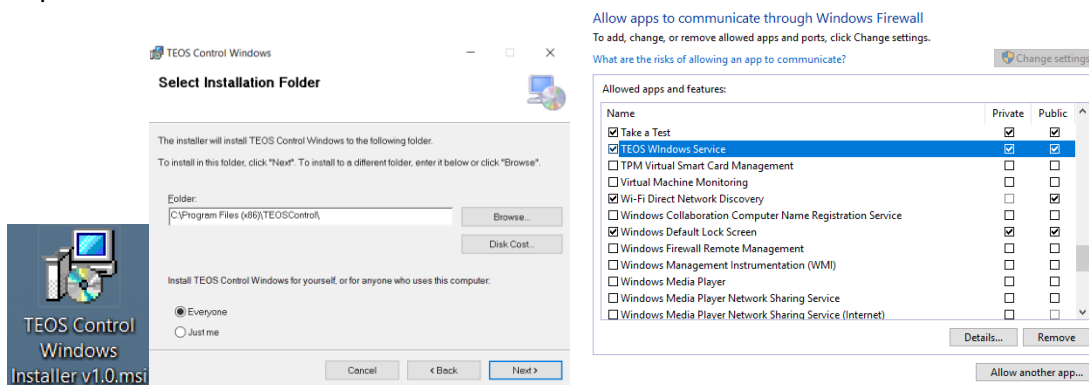 TEOS Control
Windows
Installer v1.0.msi
TEOS Control Windows
Select Installation Folder
The installer will install TEOS Control Windows to the following folder.
To install in this folder, click "Next". To install to a different folder, enter it below or click "Browse".
Folder:
C:\Program Files (x86)\TEOSControl\
Browse...
Disk Cost...
Install TEOS Control Windows for yourself, or for anyone who uses this computer:
Everyone
Just me
Cancel
< Back
Next >
Allow apps to communicate through Windows Firewall
To add, change, or remove allowed apps and ports, click Change settings.
What are the risks of allowing an app to communicate?
Change settings
Allowed apps and features:
Name Private Public
Take a Test
TEOS WIndows Service
TPM Virtual Smart Card Management
Virtual Machine Monitoring
Wi-Fi Direct Network Discovery
Windows Collaboration Computer Name Registration Service
Windows Default Lock Screen
Windows Firewall Remote Management
Windows Management Instrumentation (WMI)
Windows Media Player
Windows Media Player Network Sharing Service
Windows Media Player Network Sharing Service (Internet)
Details...
Remove
Allow another app...